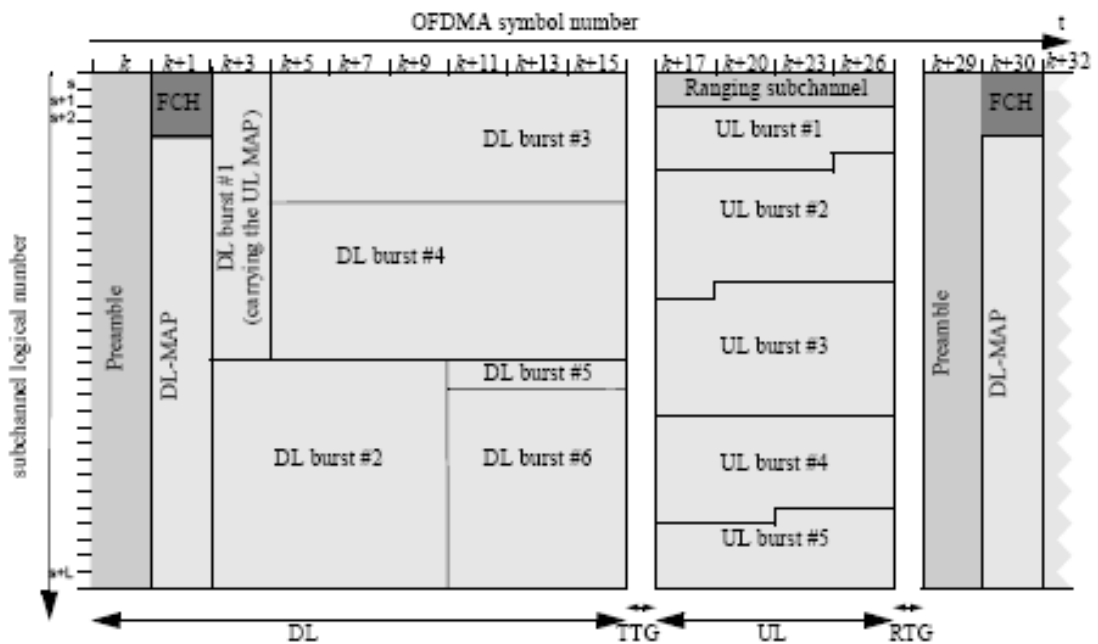 OFDMA symbol number
t
k k+1 k+3 k+5 k+7 k+9 k+11 k+13 k+15 k+17 k+20 k+23 k+26 k+29 k+30 k+32
subchannel logical number
s
s+1
s+2
s+L
Preamble
FCH
DL-MAP
DL burst #1
(carrying the UL MAP)
DL burst #3
DL burst #4
DL burst #5
DL burst #2
DL burst #6
Ranging subchannel
UL burst #1
UL burst #2
UL burst #3
UL burst #4
UL burst #5
Preamble
FCH
DL-MAP
DL
TTG
UL
RTG